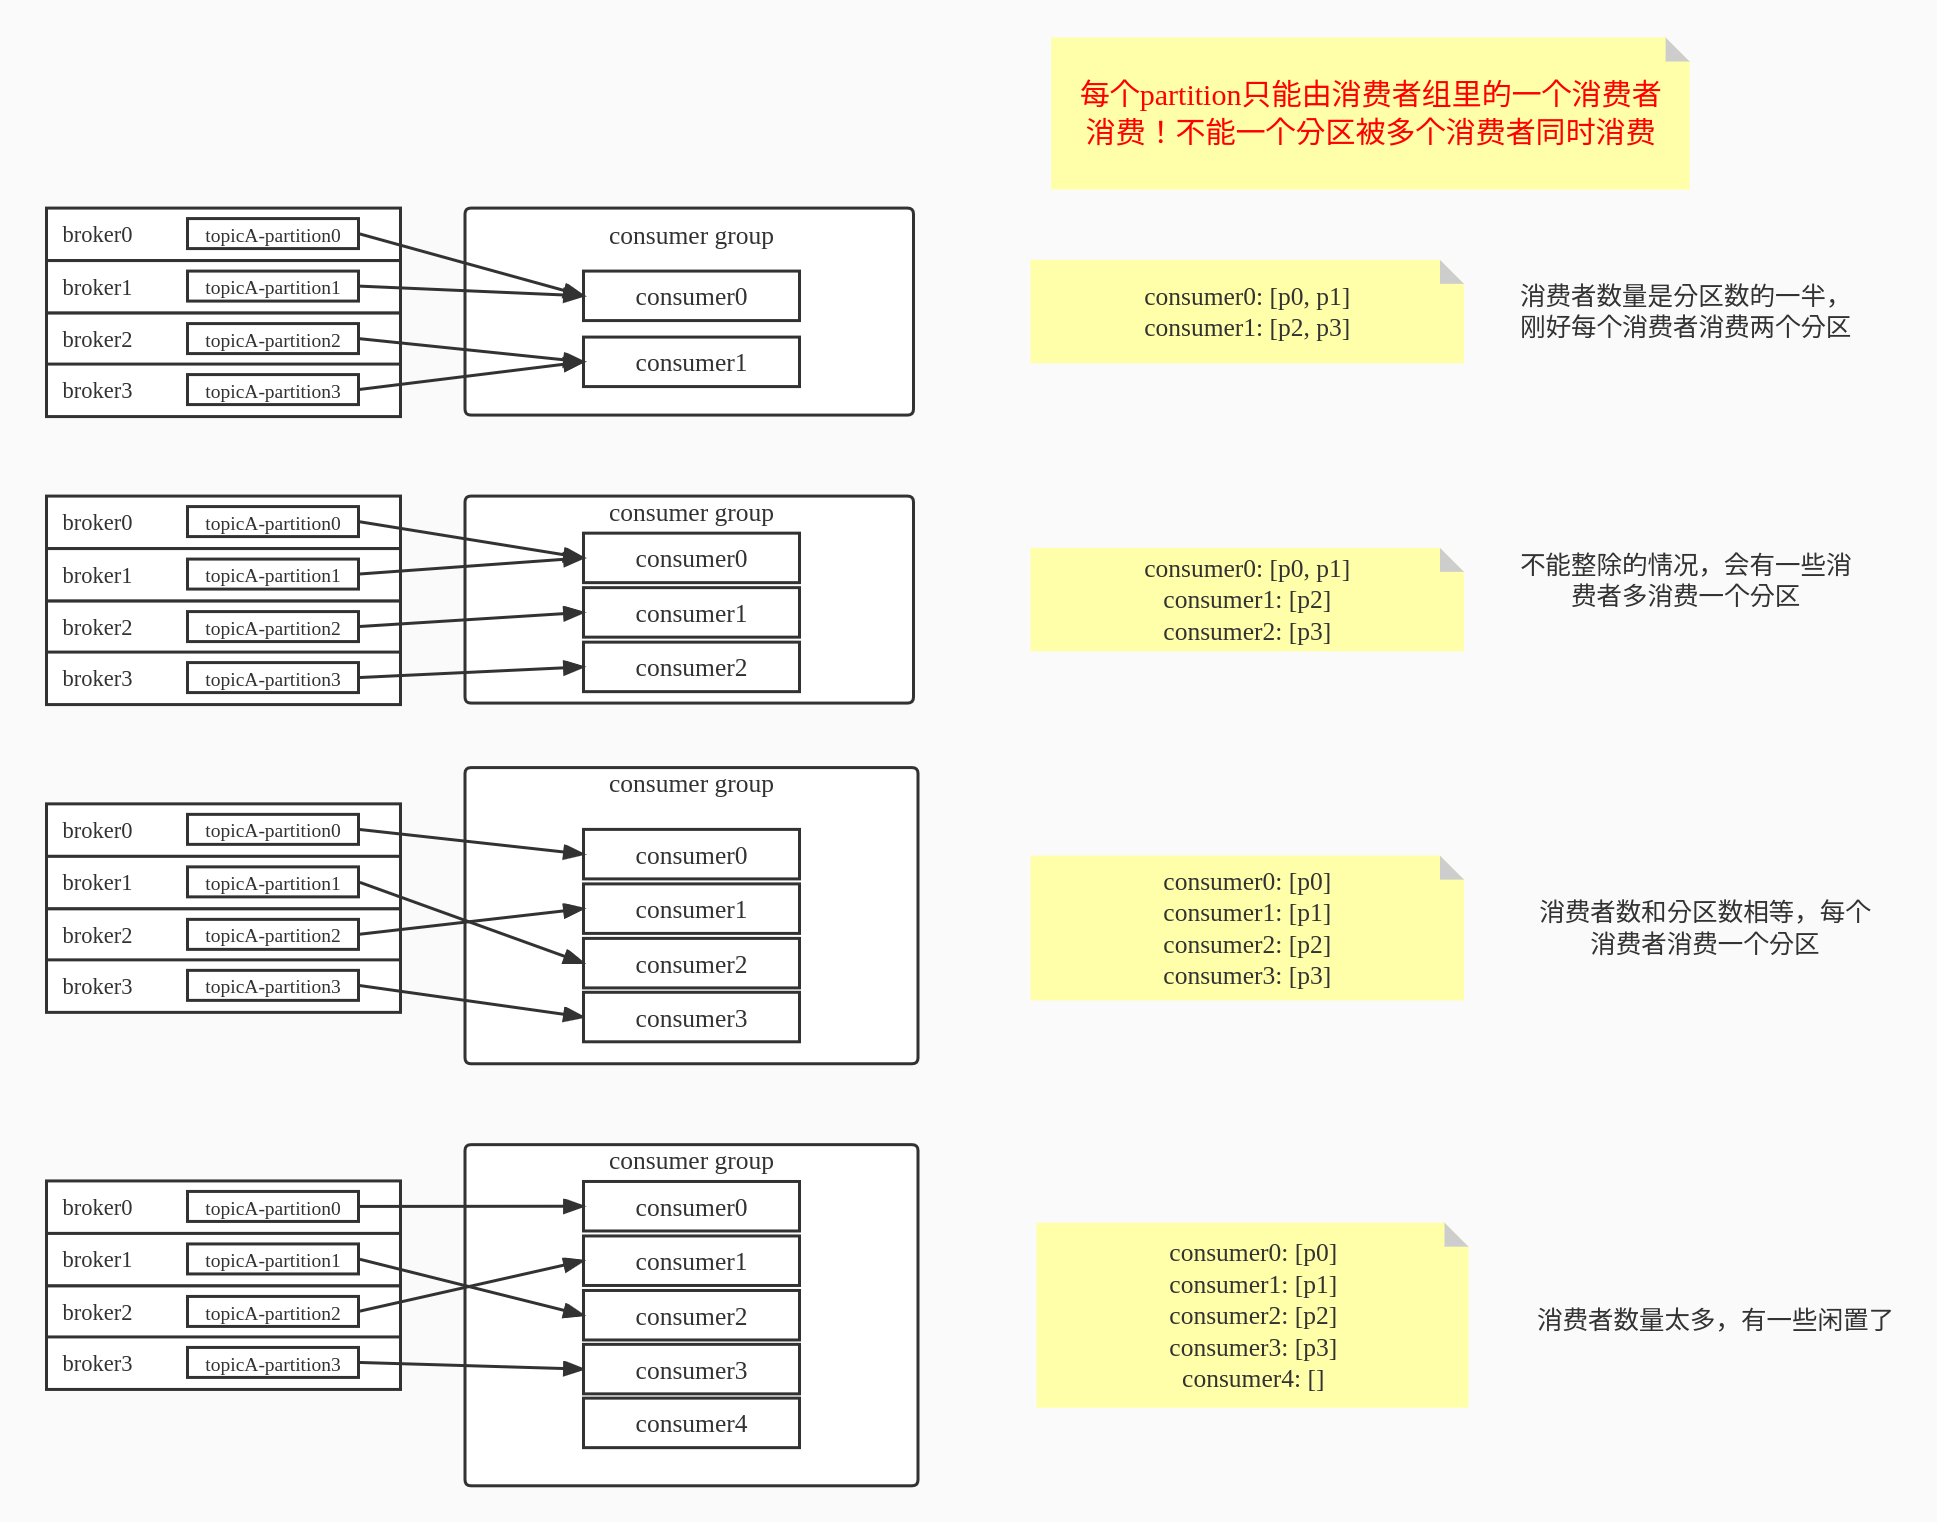 每个partition只能由消费者组里的一个消费者
消费！不能一个分区被多个消费者同时消费
broker0
topicA-partition0
broker1
topicA-partition1
broker2
topicA-partition2
broker3
topicA-partition3
consumer group
consumer0
consumer1
consumer0: [p0, p1]
consumer1: [p2, p3]
消费者数量是分区数的一半，
刚好每个消费者消费两个分区
broker0
topicA-partition0
broker1
topicA-partition1
broker2
topicA-partition2
broker3
topicA-partition3
consumer group
consumer0
consumer1
consumer2
consumer0: [p0, p1]
consumer1: [p2]
consumer2: [p3]
不能整除的情况，会有一些消
费者多消费一个分区
broker0
topicA-partition0
broker1
topicA-partition1
broker2
topicA-partition2
broker3
topicA-partition3
consumer group
consumer0
consumer1
consumer2
consumer3
consumer0: [p0]
consumer1: [p1]
consumer2: [p2]
consumer3: [p3]
消费者数和分区数相等，每个
消费者消费一个分区
broker0
topicA-partition0
broker1
topicA-partition1
broker2
topicA-partition2
broker3
topicA-partition3
consumer group
consumer0
consumer1
consumer2
consumer3
consumer4
consumer0: [p0]
consumer1: [p1]
consumer2: [p2]
consumer3: [p3]
consumer4: []
消费者数量太多，有一些闲置了